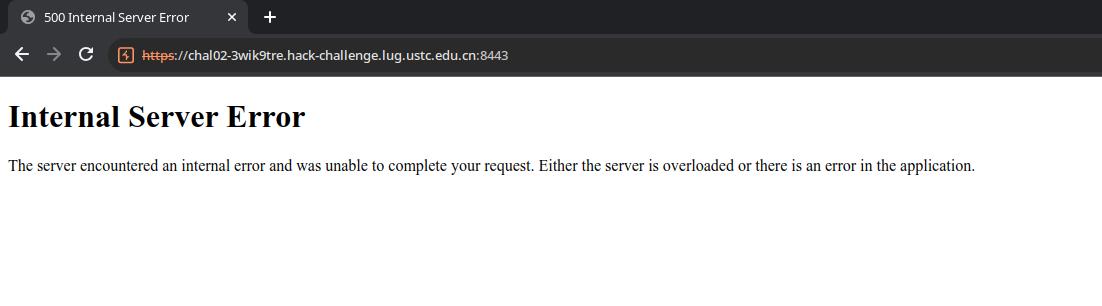 500 Internal Server Error
https://chal02-3wik9tre.hack-challenge.lug.ustc.edu.cn:8443
Internal Server Error
The server encountered an internal error and was unable to complete your request. Either the server is overloaded or there is an error in the application.